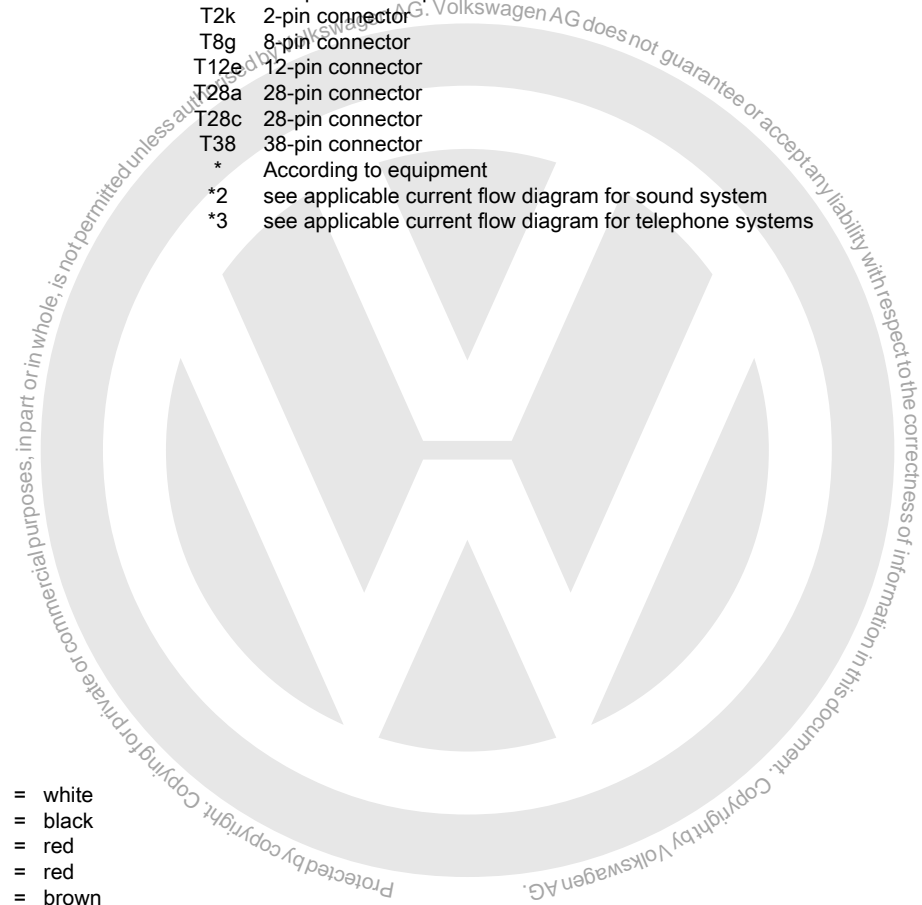 T2k 2-pin connector
T8g 8-pin connector
T12e 12-pin connector
T28a 28-pin connector
T28c 28-pin connector
T38 38-pin connector
* According to equipment
*2 see applicable current flow diagram for sound system
*3 see applicable current flow diagram for telephone systems
= white
= black
= red
= red
= brown
Protected by copyright. Copying for private or commercial purposes, in part or in whole, is not permitted unless authorised by Volkswagen AG. Volkswagen AG does not guarantee or accept any liability with respect to the correctness of information in this document. Copyright by Volkswagen AG.